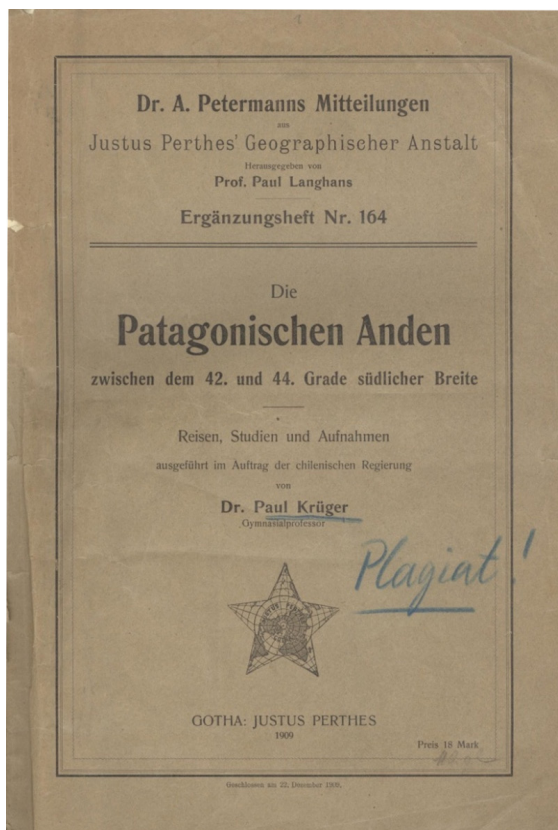 Dr. A. Petermanns Mitteilungen
aus
Justus Perthes' Geographischer Anstalt
Herausgegeben von
Prof. Paul Langhans
Ergänzungsheft Nr. 164
Die
Patagonischen Anden
zwischen dem 42. und 44. Grade südlicher Breite
Reisen, Studien und Aufnahmen
ausgeführt im Auftrag der chilenischen Regierung
von
Dr. Paul Krüger
Gymnasialprofessor
Plagiat!
GOTHA: JUSTUS PERTHES
1909
Preis 18 Mark
Geschlossen am 22. Dezember 1909.